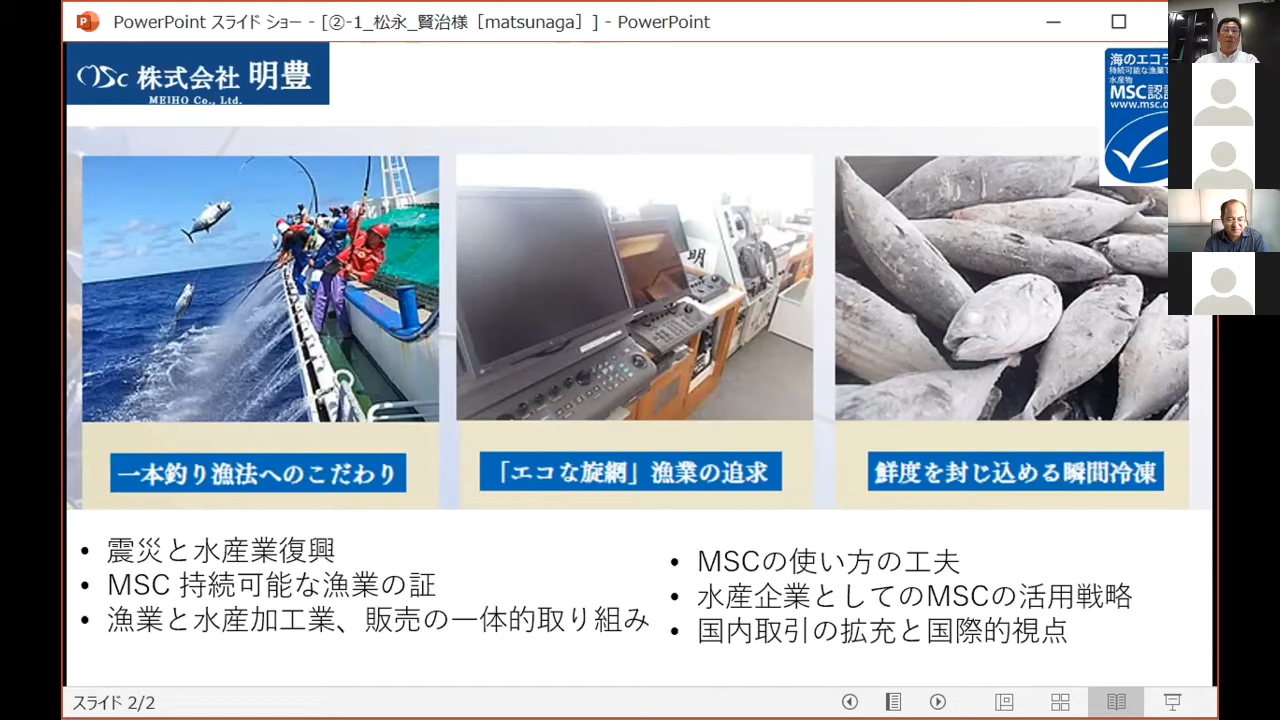 PowerPoint スライド ショー - [②-1_松永_賢治様［matsunaga］] - PowerPoint
MSC 株式会社 明豊
MEIHO Co., Ltd.
海のエコラ
持続可能な漁業で
水産物
MSC認証
www.msc.o
明
一本釣り漁法へのこだわり
「エコな旋網」漁業の追求
鮮度を封じ込める瞬間冷凍
• 震災と水産業復興
• MSC 持続可能な漁業の証
• 漁業と水産加工業、販売の一体的取り組み
• MSCの使い方の工夫
• 水産企業としてのMSCの活用戦略
• 国内取引の拡充と国際的視点
スライド 2/2